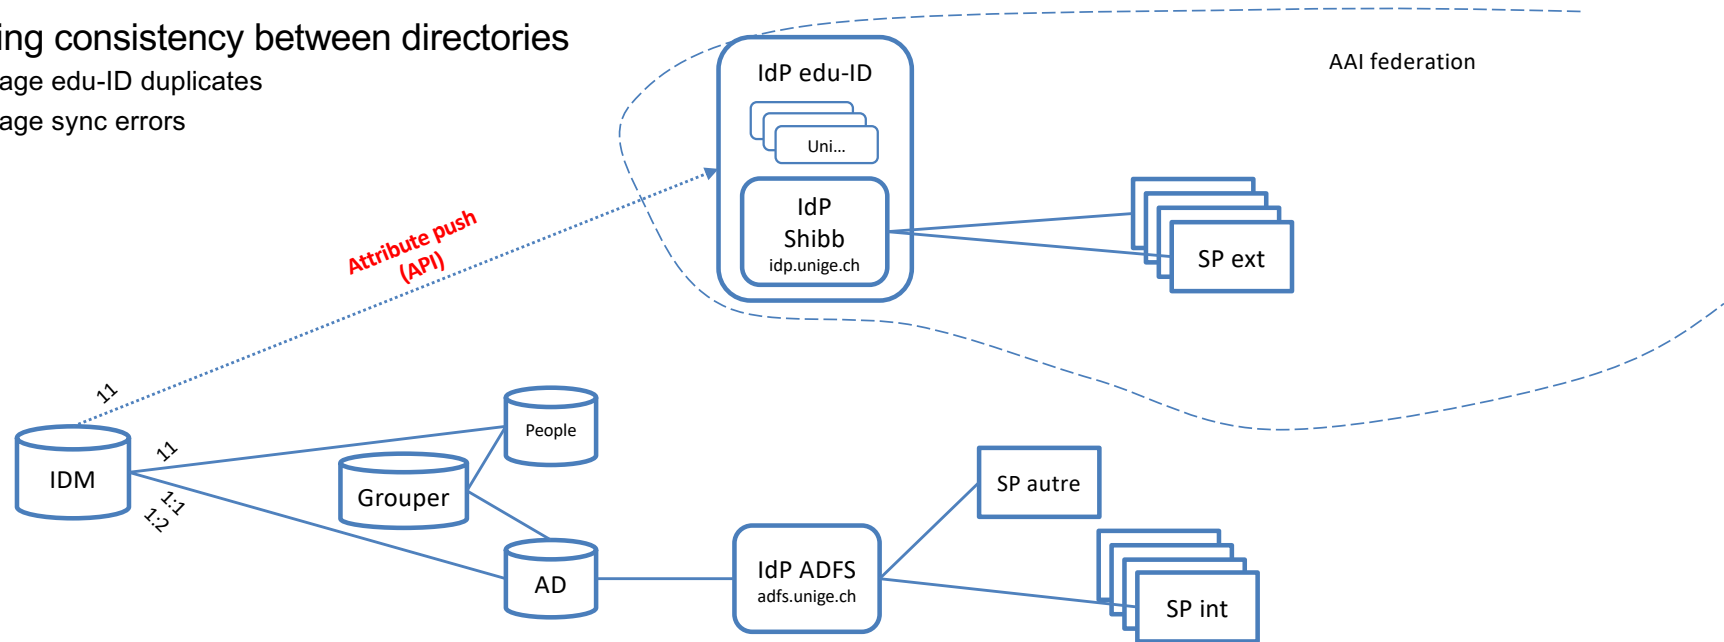 ing consistency between directories
age edu-ID duplicates
age sync errors
IdP edu-ID
AAI federation
Uni...
IdP
Shibb
idp.unige.ch
SP ext
Attribute push
(API)
11
People
11
IDM
Grouper
SP autre
1:1
1:2
AD
IdP ADFS
adfs.unige.ch
SP int